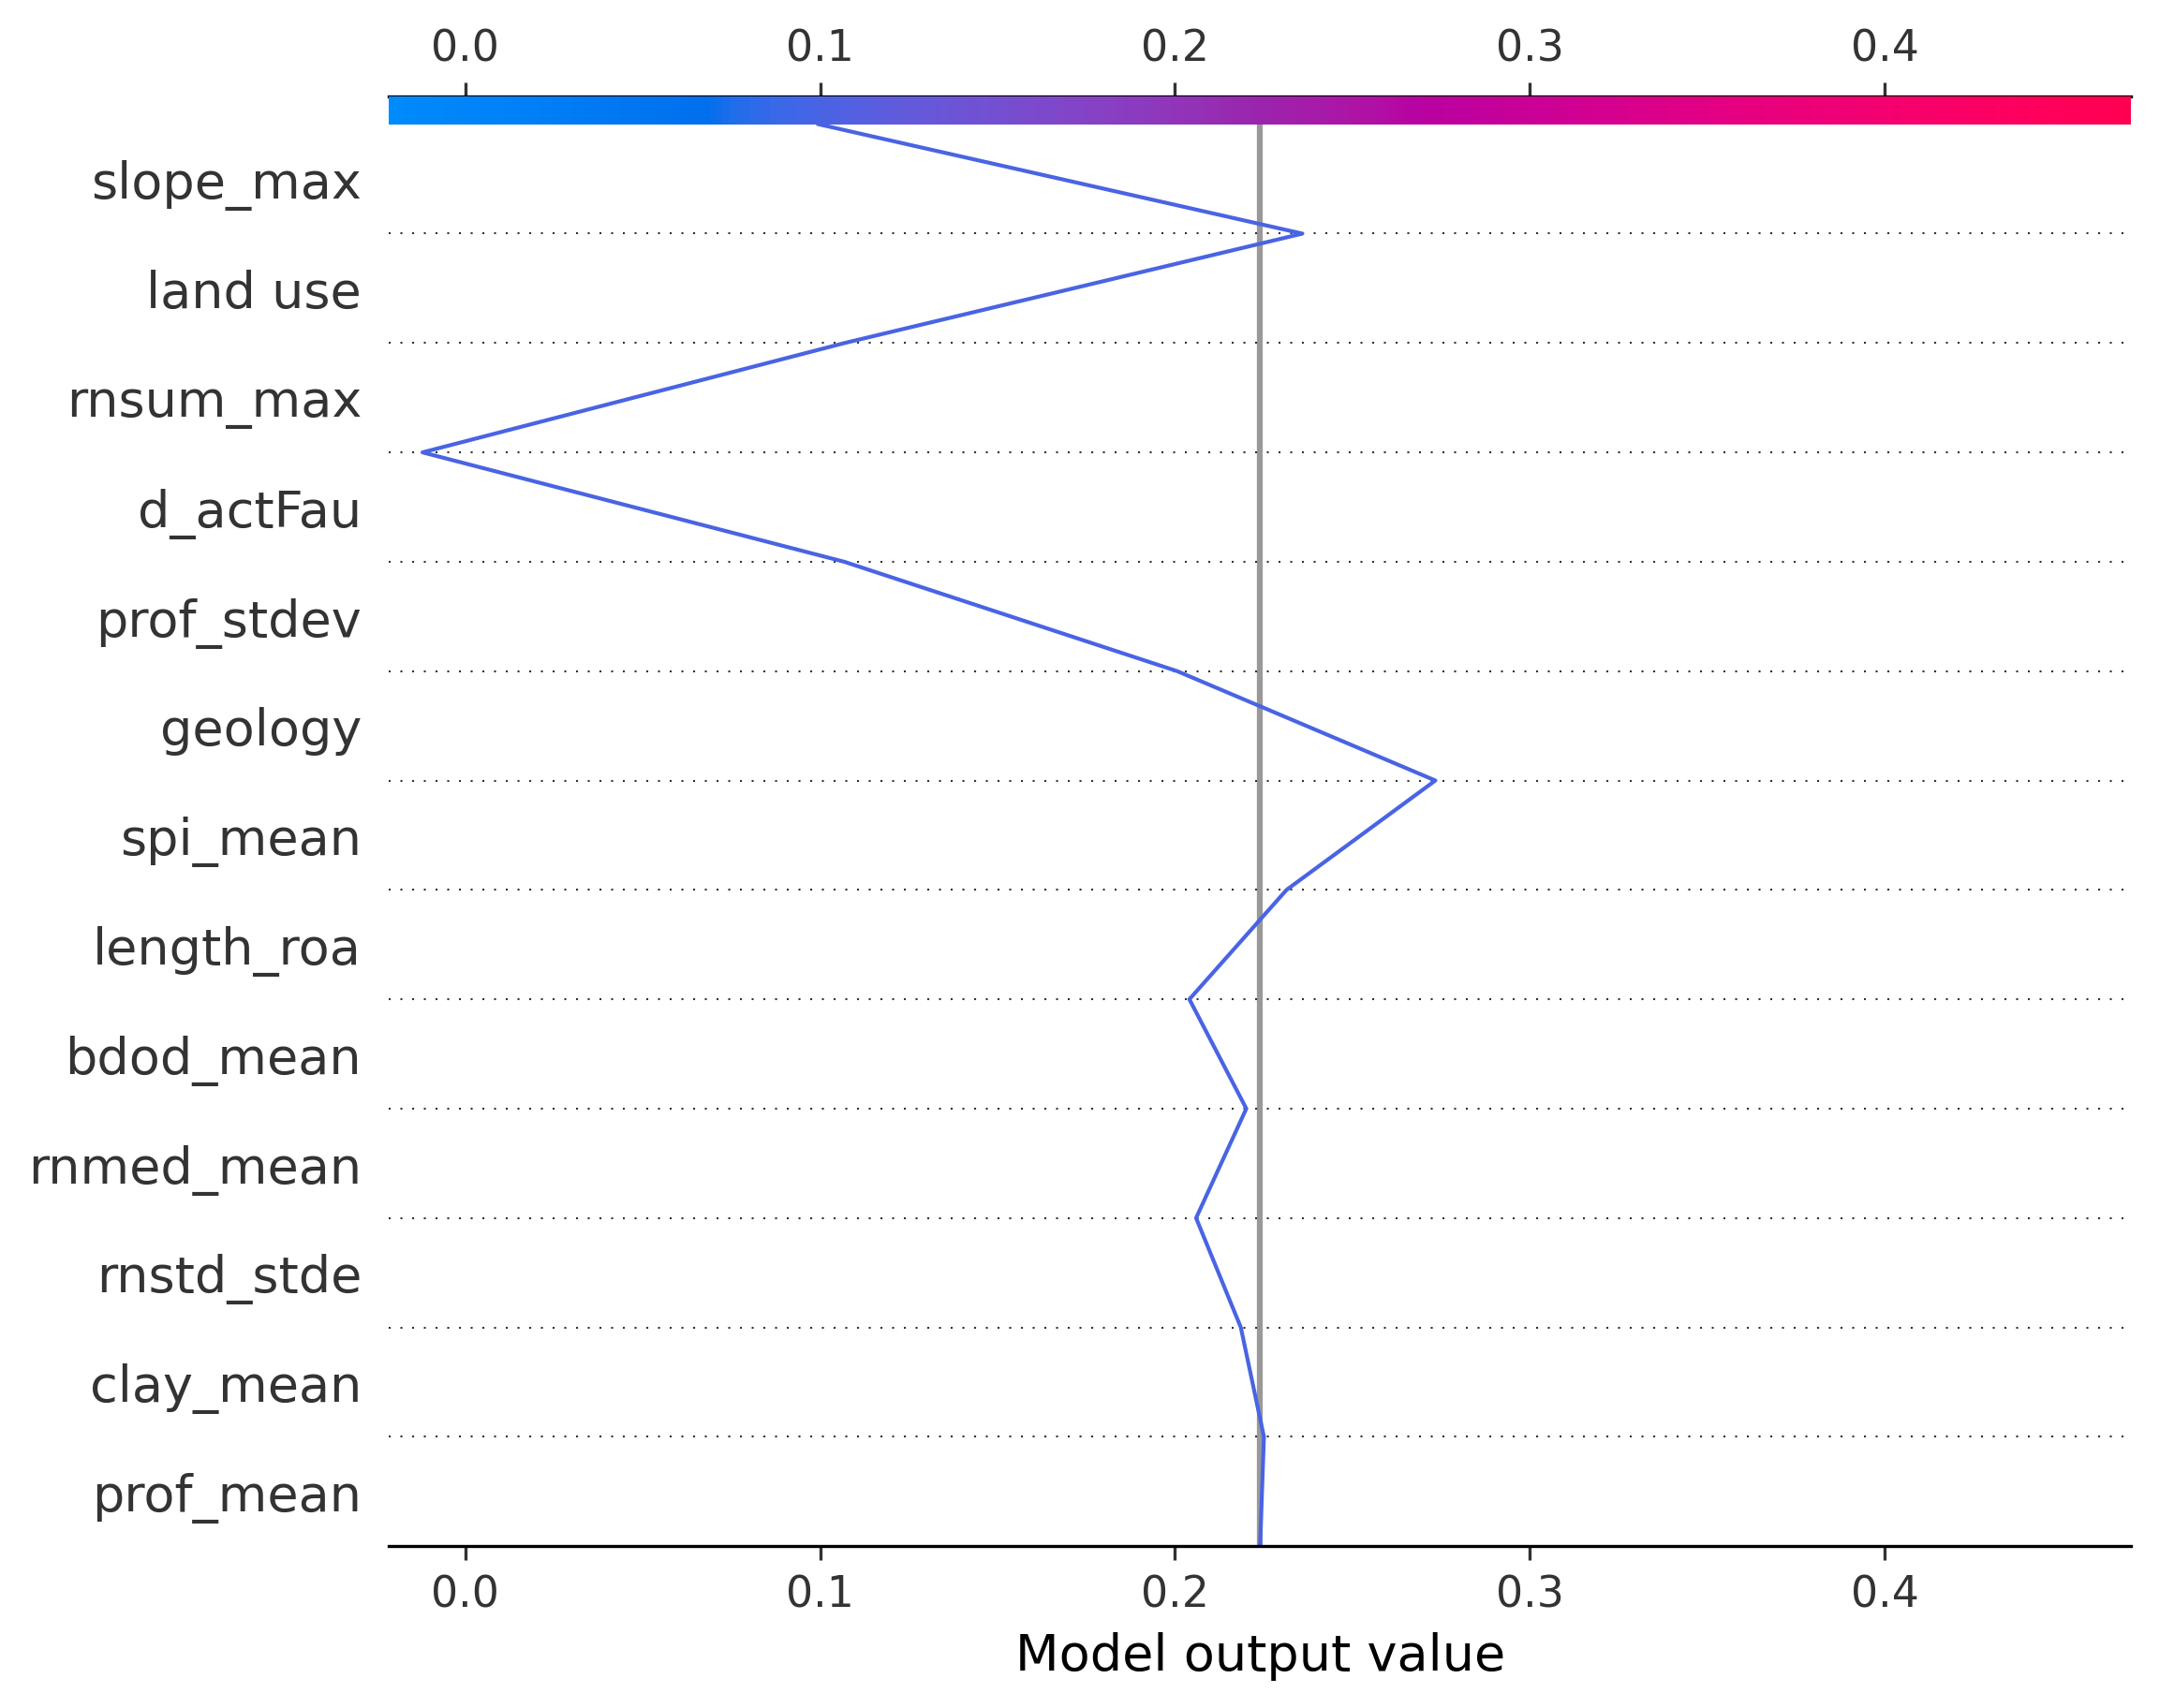 0.0 0.1 0.2 0.3 0.4
slope_max
land use
rnsum_max
d_actFau
prof_stdev
geology
spi_mean
length_roa
bdod_mean
rnmed_mean
rnstd_stde
clay_mean
prof_mean
0.0 0.1 0.2 0.3 0.4
Model output value